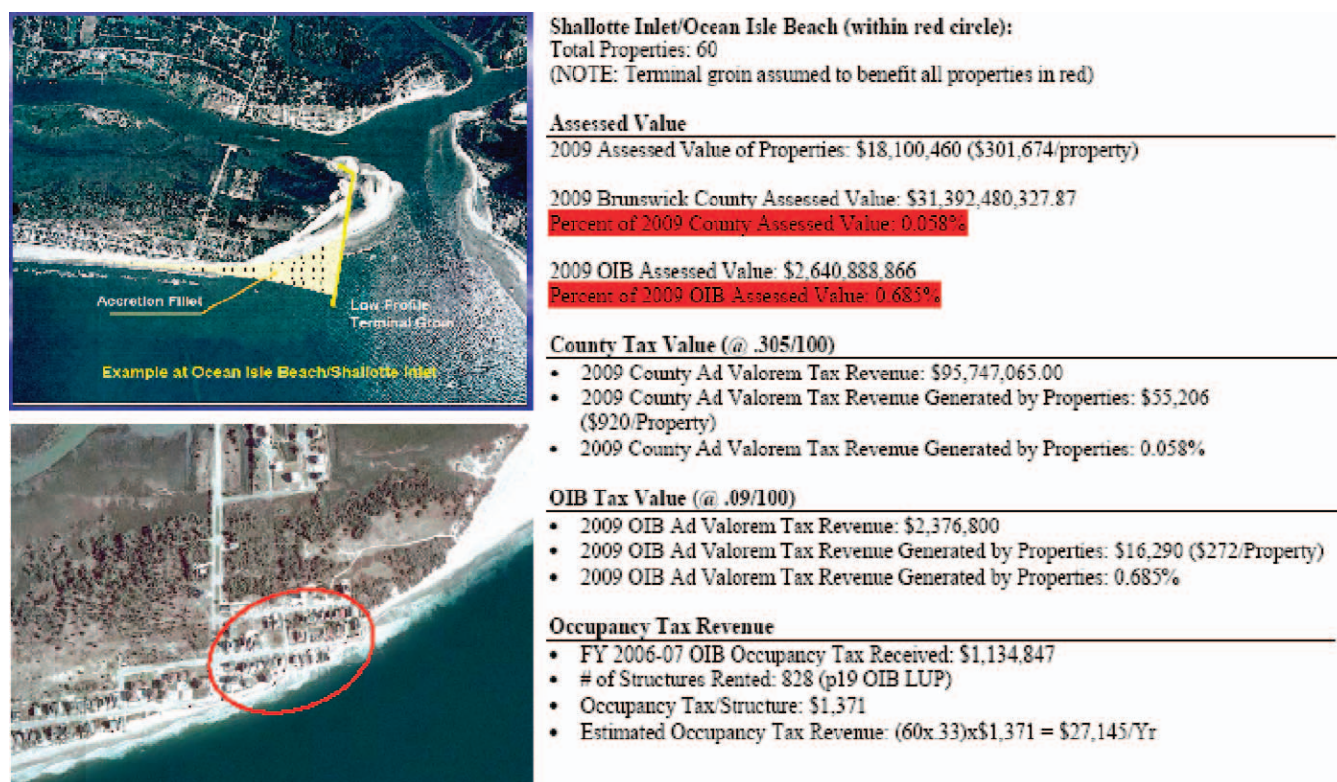 Accretion Fillet
Low Profile
Terminal Groin
Example at Ocean Isle Beach/Shallotte Inlet
Shallotte Inlet/Ocean Isle Beach (within red circle):
Total Properties: 60
(NOTE: Terminal groin assumed to benefit all properties in red)
Assessed Value
2009 Assessed Value of Properties: $18,100,460 ($301,674/property)
2009 Brunswick County Assessed Value: $31,392,480,327.87
Percent of 2009 County Assessed Value: 0.058%
2009 OIB Assessed Value: $2,640,888,866
Percent of 2009 OIB Assessed Value: 0.685%
County Tax Value (@ .305/100)
• 2009 County Ad Valorem Tax Revenue: $95,747,065.00
• 2009 County Ad Valorem Tax Revenue Generated by Properties: $55,206
($920/Property)
• 2009 County Ad Valorem Tax Revenue Generated by Properties: 0.058%
OIB Tax Value (@ .09/100)
• 2009 OIB Ad Valorem Tax Revenue: $2,376,800
• 2009 OIB Ad Valorem Tax Revenue Generated by Properties: $16,290 ($272/Property)
• 2009 OIB Ad Valorem Tax Revenue Generated by Properties: 0.685%
Occupancy Tax Revenue
• FY 2006-07 OIB Occupancy Tax Received: $1,134,847
• # of Structures Rented: 828 (p19 OIB LUP)
• Occupancy Tax/Structure: $1,371
• Estimated Occupancy Tax Revenue: (60x.33)x$1,371 = $27,145/Yr